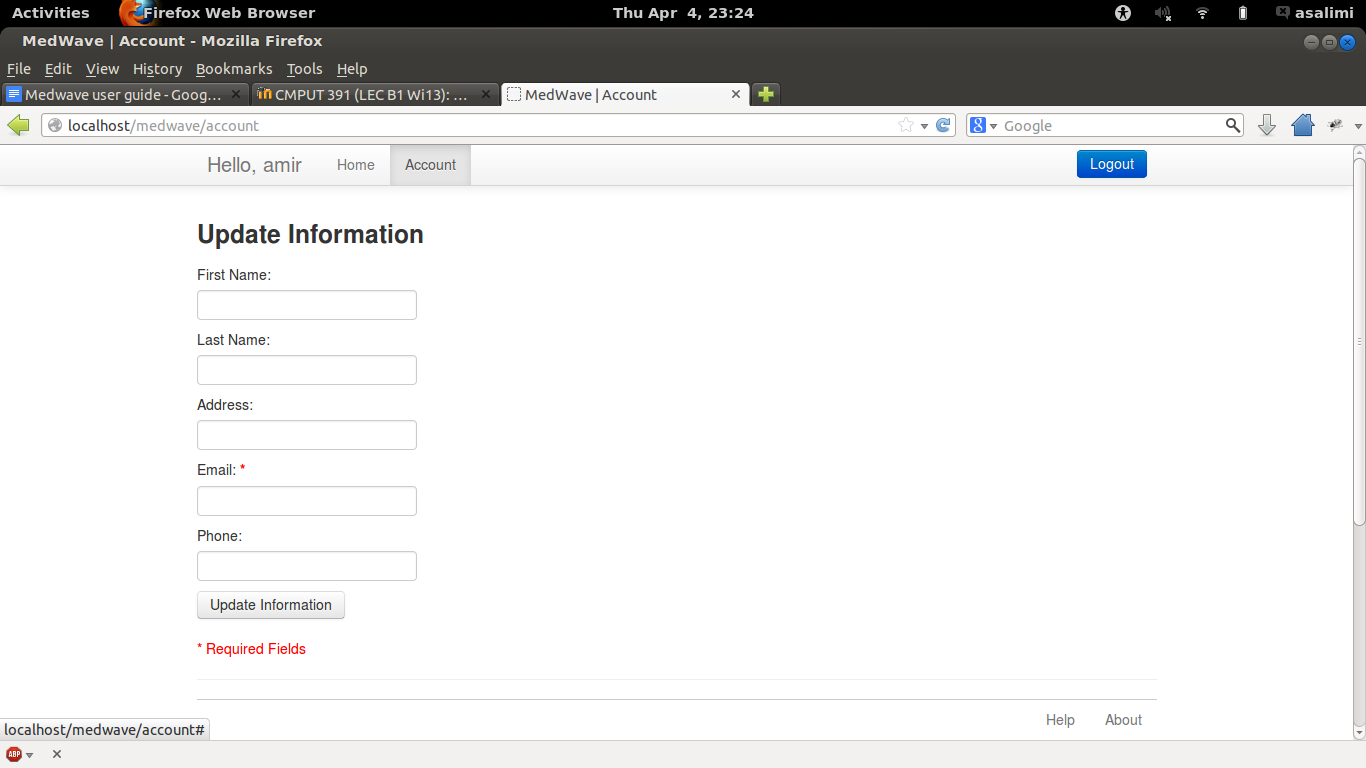 Activities Firefox Web Browser Thu Apr 4, 23:24 asalimi
MedWave | Account - Mozilla Firefox
File Edit View History Bookmarks Tools Help
Medwave user guide - Goog... CMPUT 391 (LEC B1 Wi13): ... MedWave | Account
localhost/medwave/account Google
Hello, amir Home Account Logout
Update Information
First Name:
Last Name:
Address:
Email: *
Phone:
Update Information
* Required Fields
Help About
localhost/medwave/account#
ABP